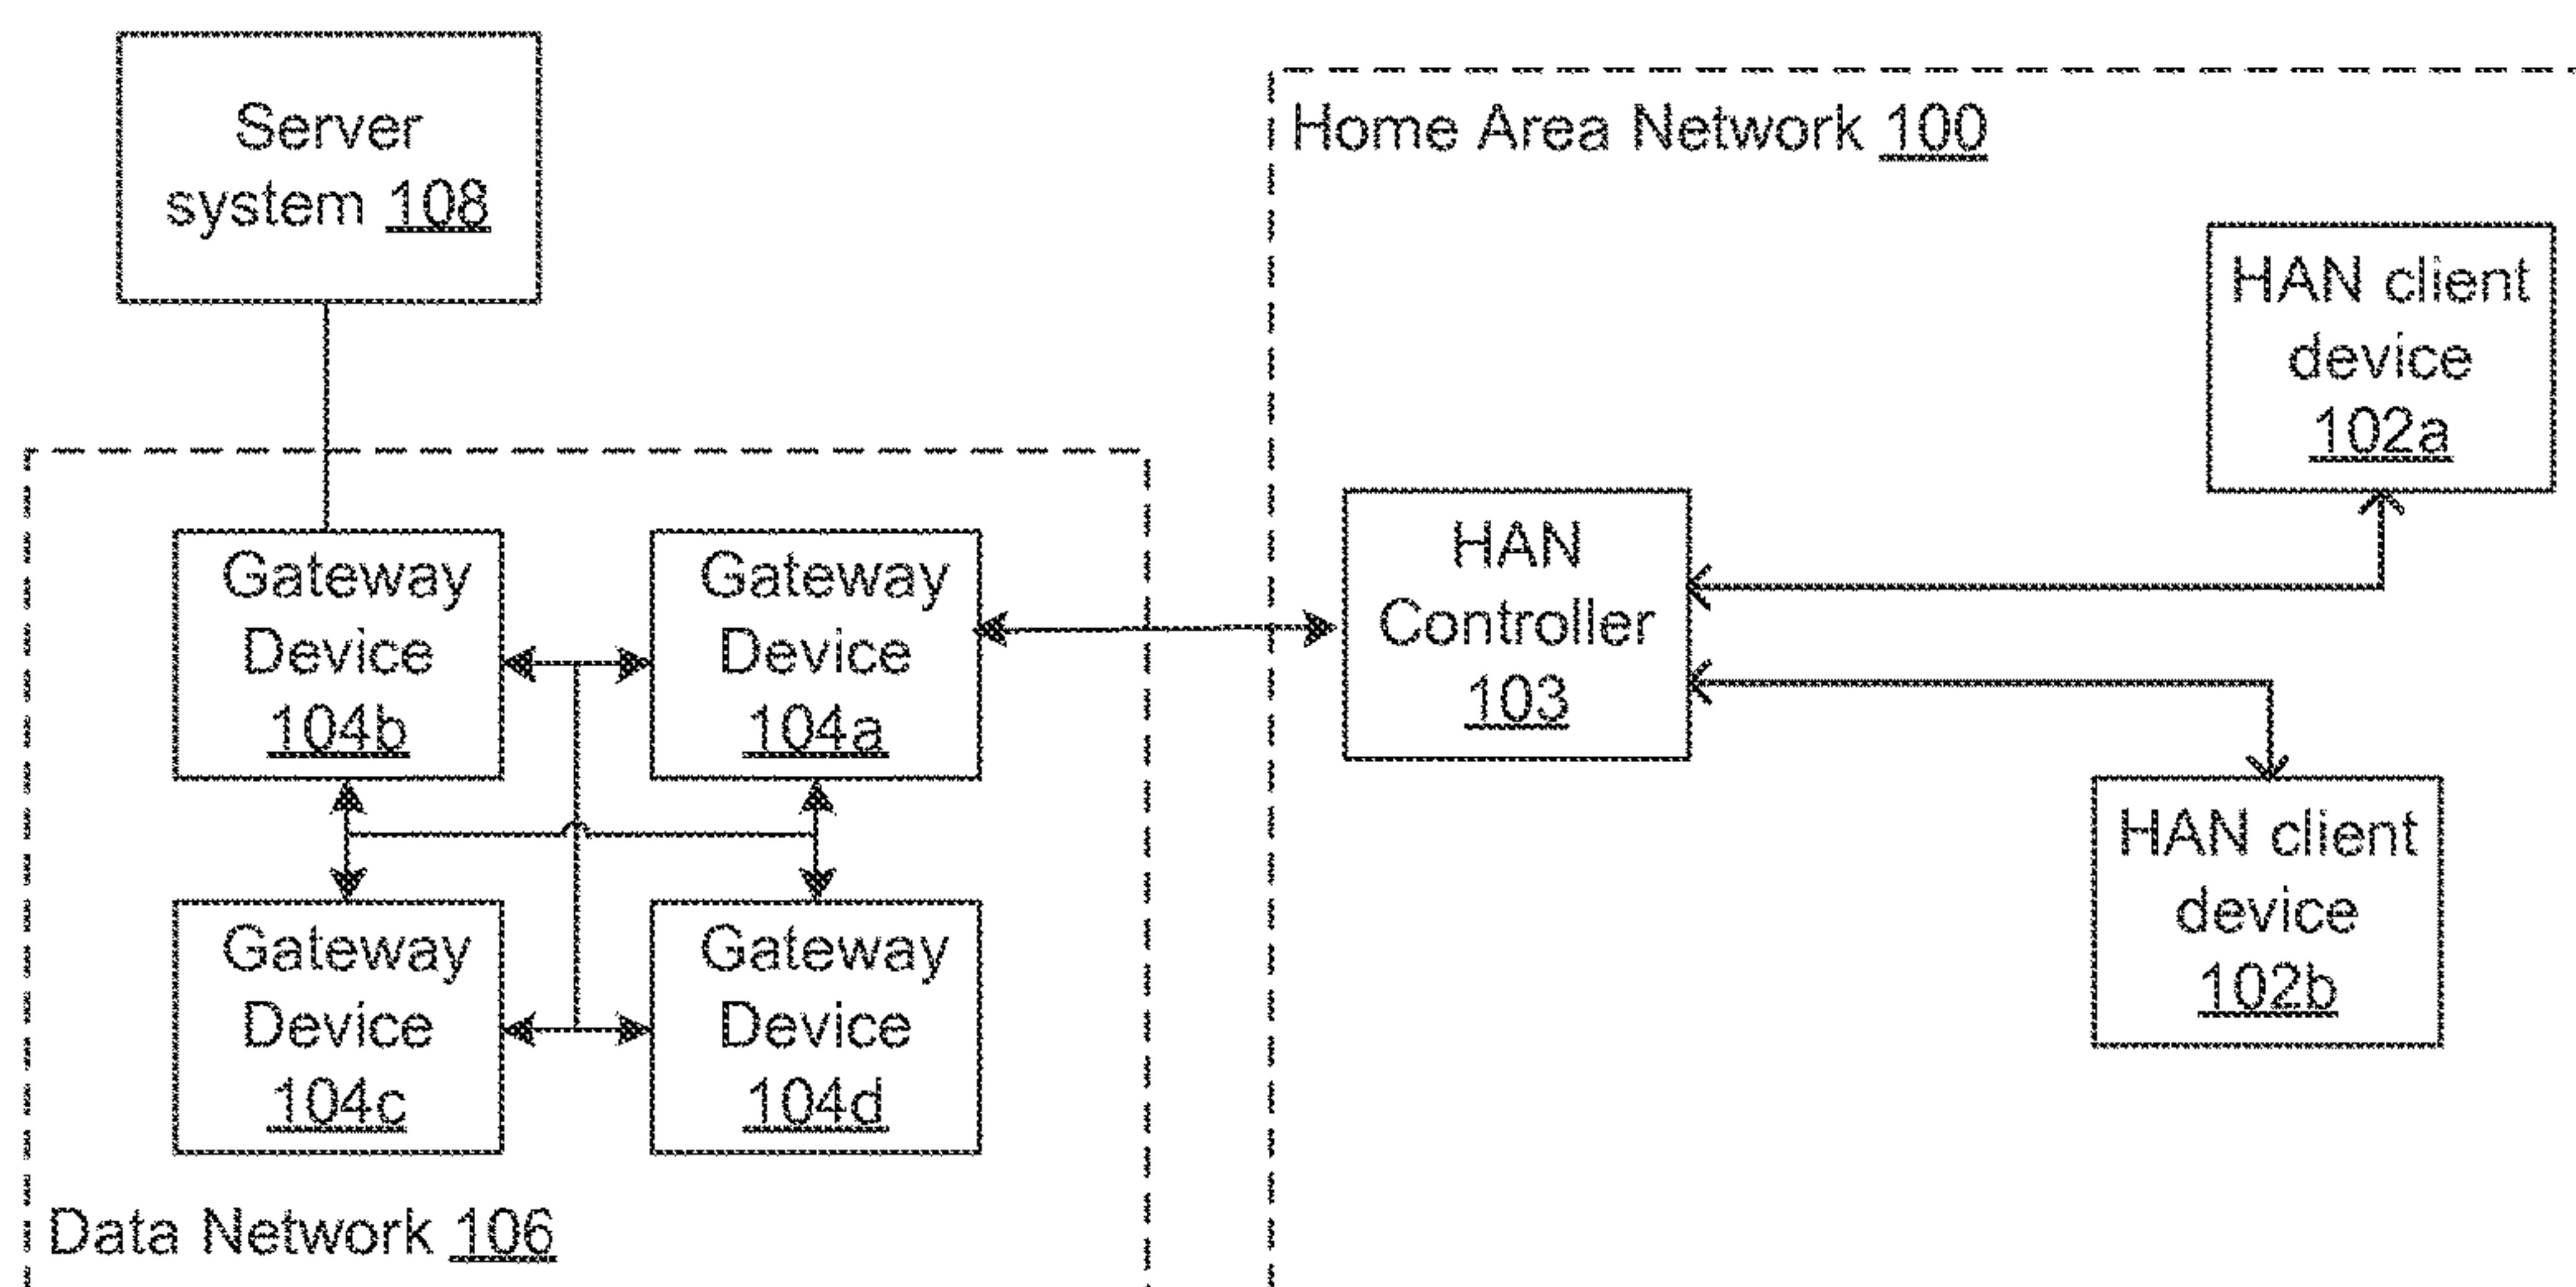 Server
system 108
Home Area Network 100
HAN client
device
102a
HAN
Controller
103
Gateway
Device
104b
Gateway
Device
104a
HAN client
device
102b
Gateway
Device
104c
Gateway
Device
104d
Data Network 106